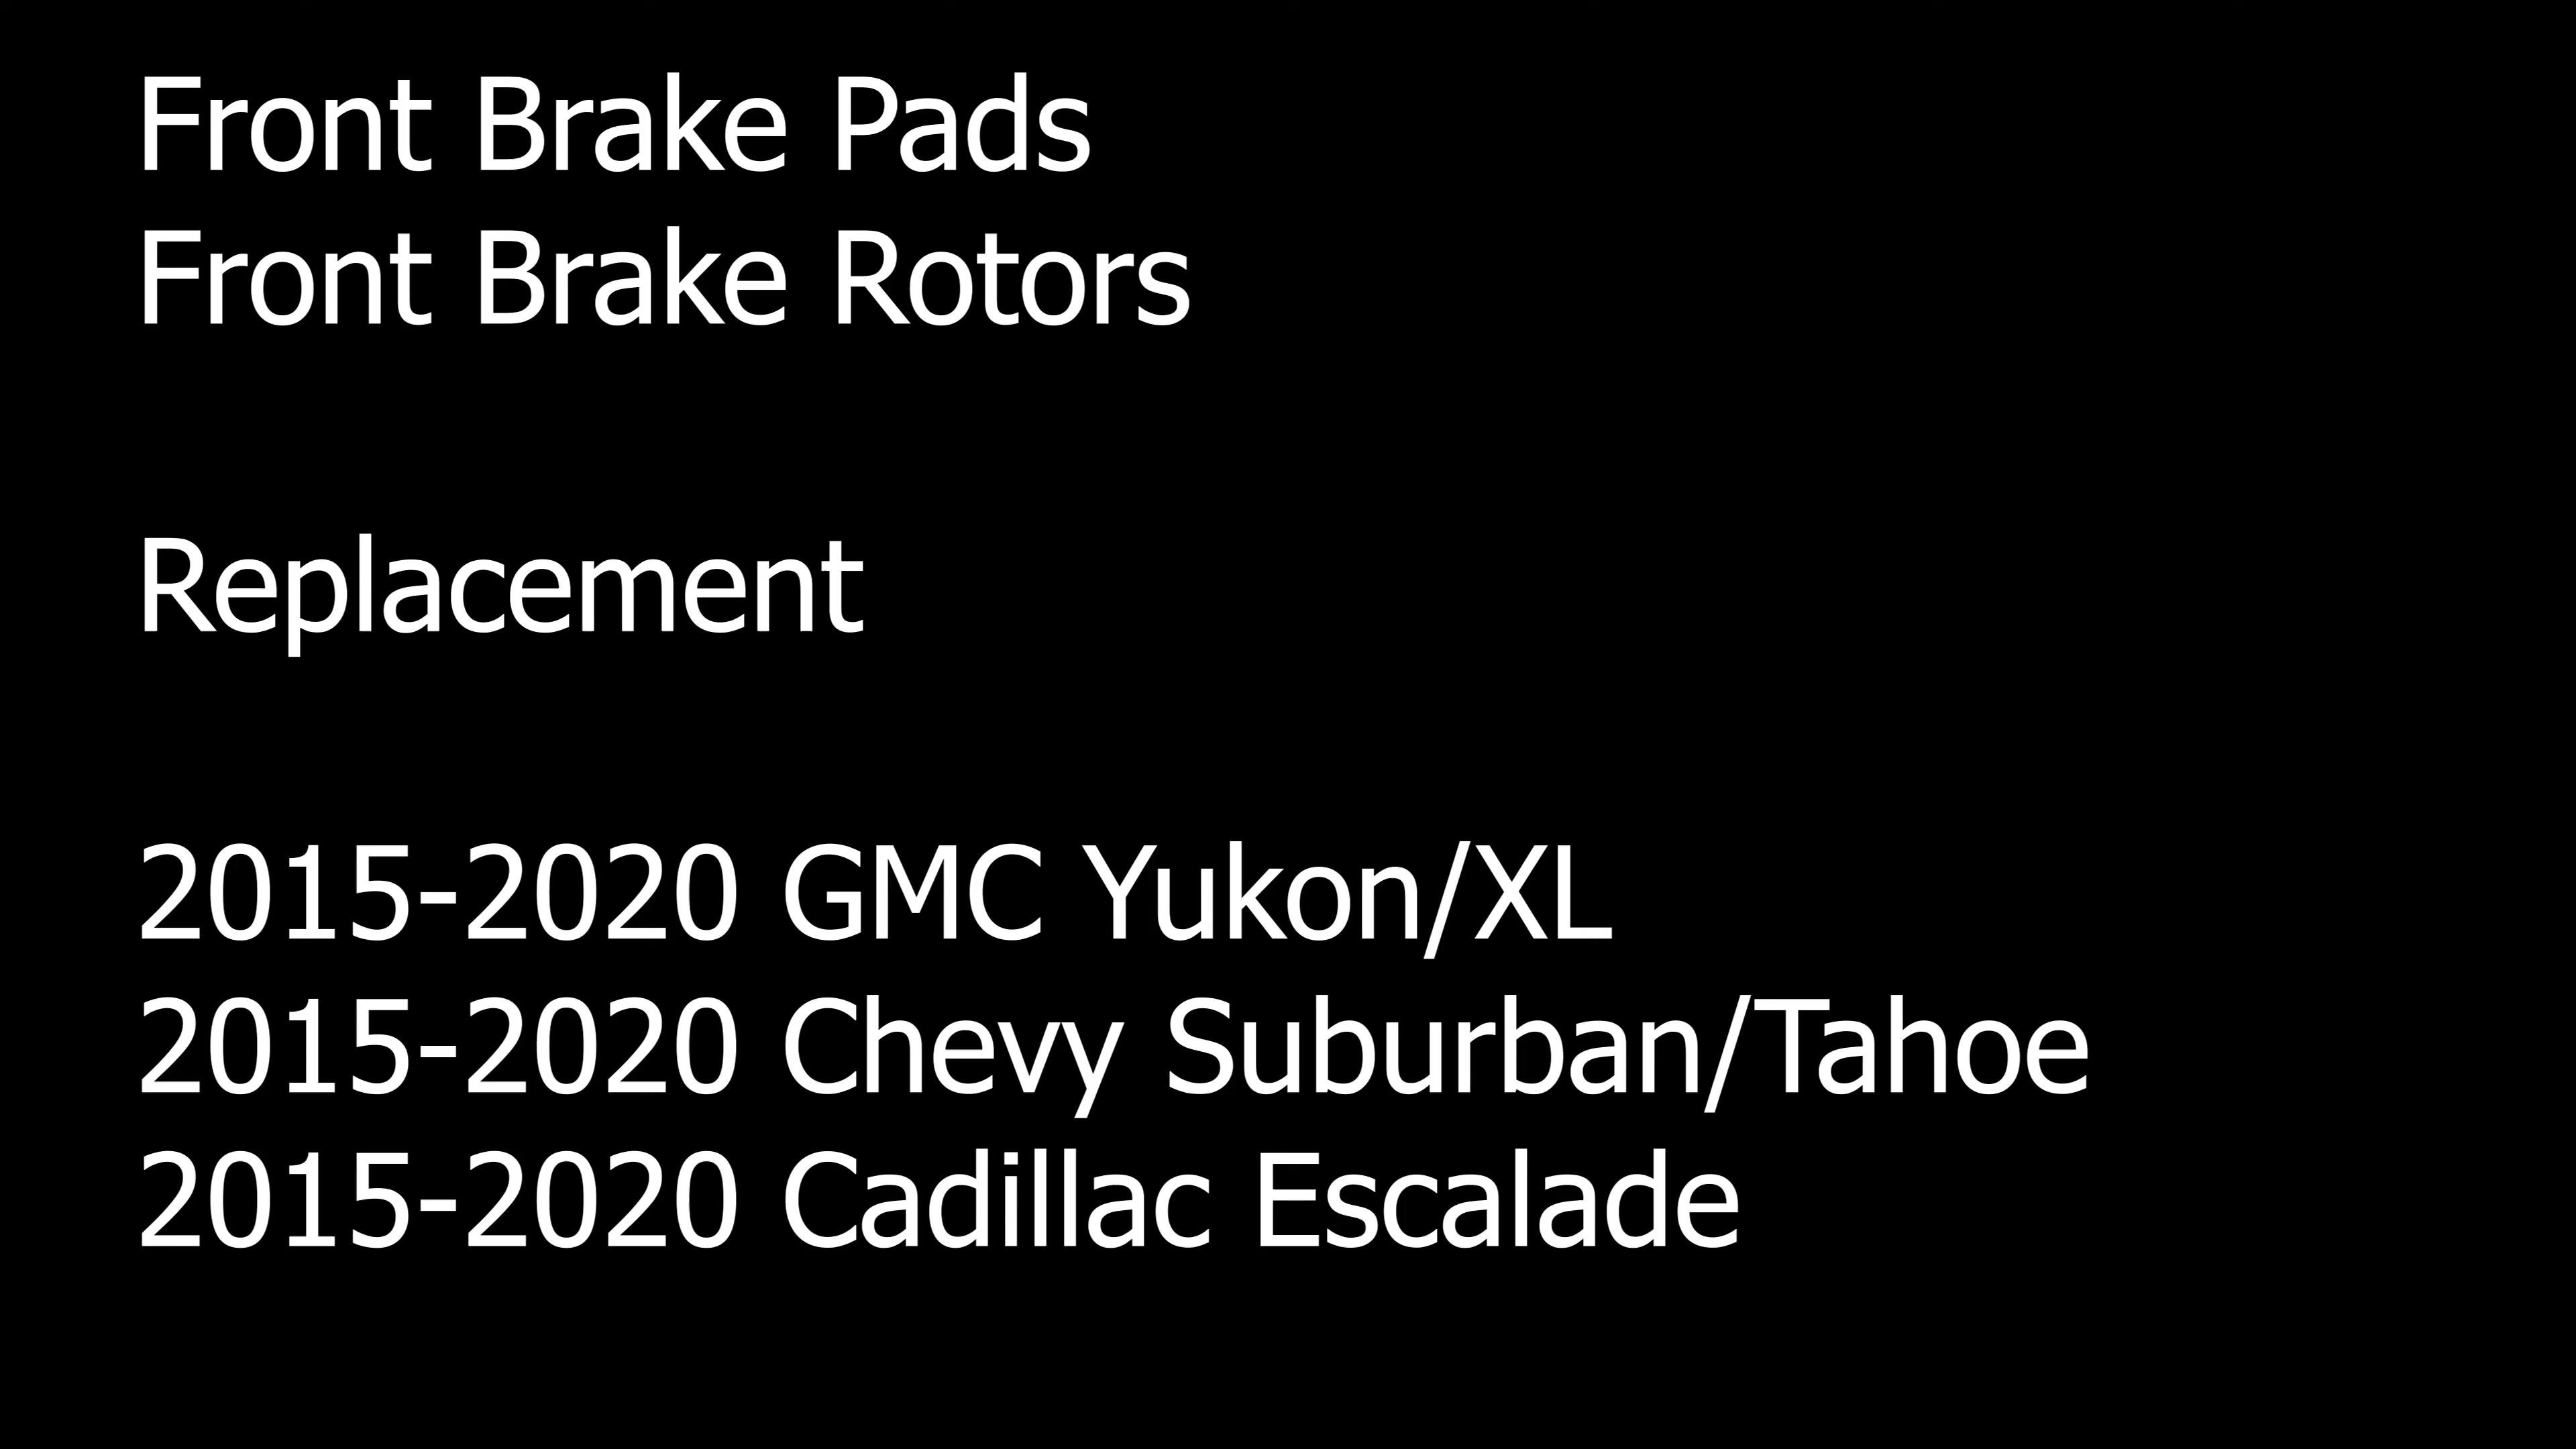 Front Brake Pads
Front Brake Rotors
Replacement
2015-2020 GMC Yukon/XL
2015-2020 Chevy Suburban/Tahoe
2015-2020 Cadillac Escalade